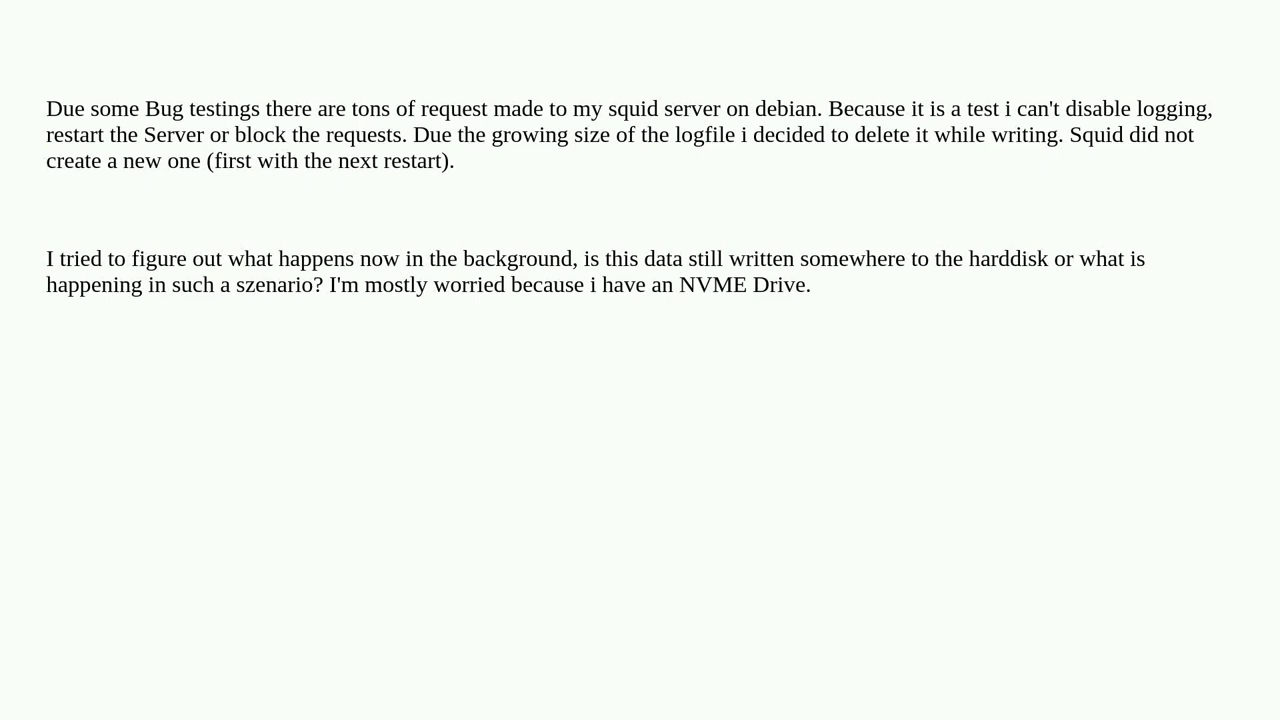 Due some Bug testings there are tons of request made to my squid server on debian. Because it is a test i can't disable logging,
restart the Server or block the requests. Due the growing size of the logfile i decided to delete it while writing. Squid did not
create a new one (first with the next restart).
I tried to figure out what happens now in the background, is this data still written somewhere to the harddisk or what is
happening in such a szenario? I'm mostly worried because i have an NVME Drive.